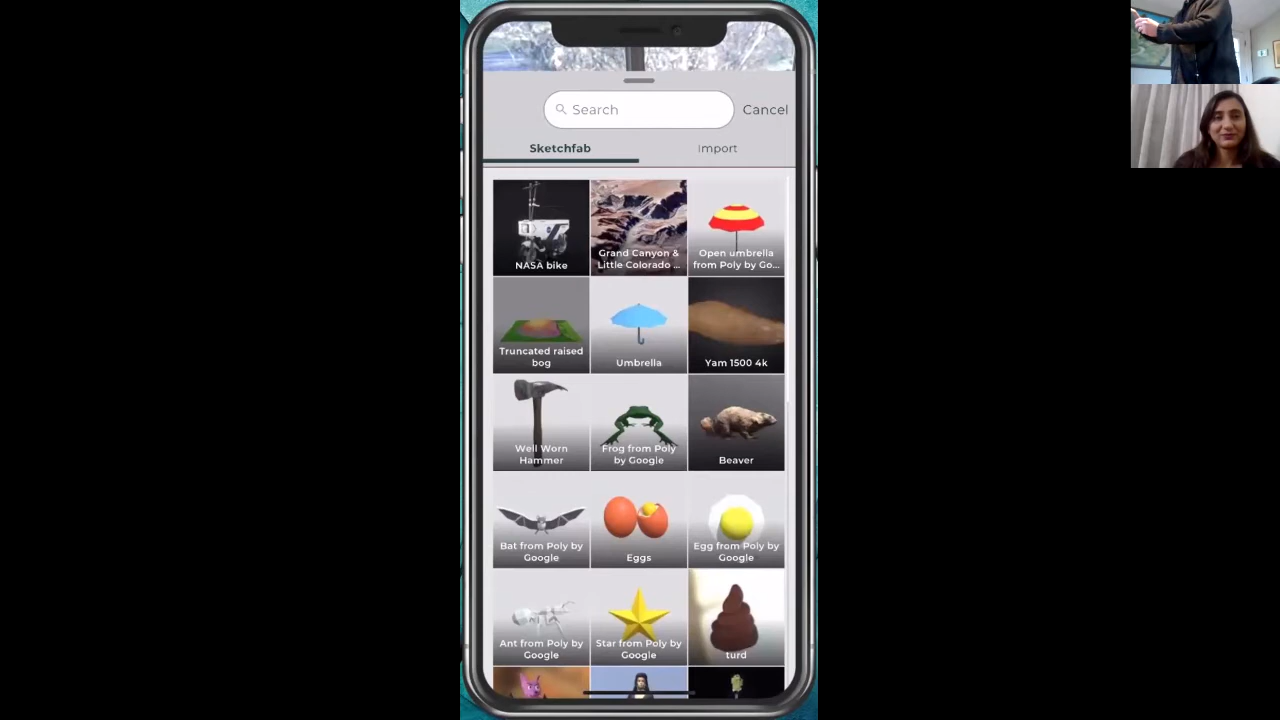 Search
Cancel
Sketchfab
Import
NASA bike
Grand Canyon &
Little Colorado ...
Open umbrella
from Poly by Go...
Truncated raised
bog
Umbrella
Yam 1500 4k
Well Worn
Hammer
Frog from Poly
by Google
Beaver
Bat from Poly by
Google
Eggs
Egg from Poly by
Google
Ant from Poly by
Google
Star from Poly by
Google
turd